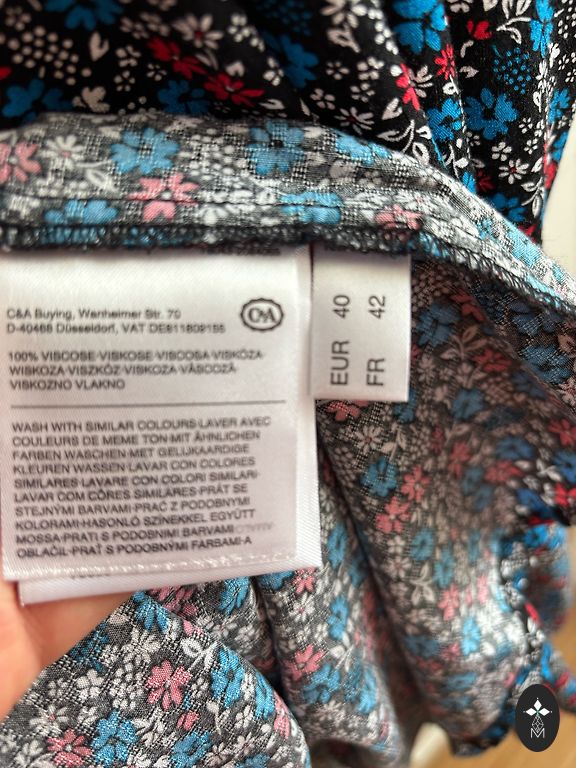 C&A Buying, Wanheimer Str. 70
D-40468 Düsseldorf, VAT DE811809155
C&A
100% VISCOSE·VISKOSE·VISCOSA·VISKÓZA·
WISKOZA·VISZKÓZ·VISKOZA·VÂSCOZĂ·
VISKOZNO VLAKNO
WASH WITH SIMILAR COLOURS·LAVER AVEC
COULEURS DE MEME TON·MIT ÄHNLICHEN
FARBEN WASCHEN·MET GELIJKAARDIGE
KLEUREN WASSEN·LAVAR CON COLORES
SIMILARES·LAVARE CON COLORI SIMILARI·
LAVAR COM CÔRES SIMILARES·PRÁT SE
STEJNÝMI BARVAMI·PRAĆ Z PODOBNYMI
KOLORAMI·HASONLÓ SZÍNEKKEL EGYÜTT
MOSSA·PRATI S PODOBNIMI BARVAMI
OBLAČIL·PRAŤ S PODOBNÝMI FARBAMI·A
EUR 40
FR 42
M